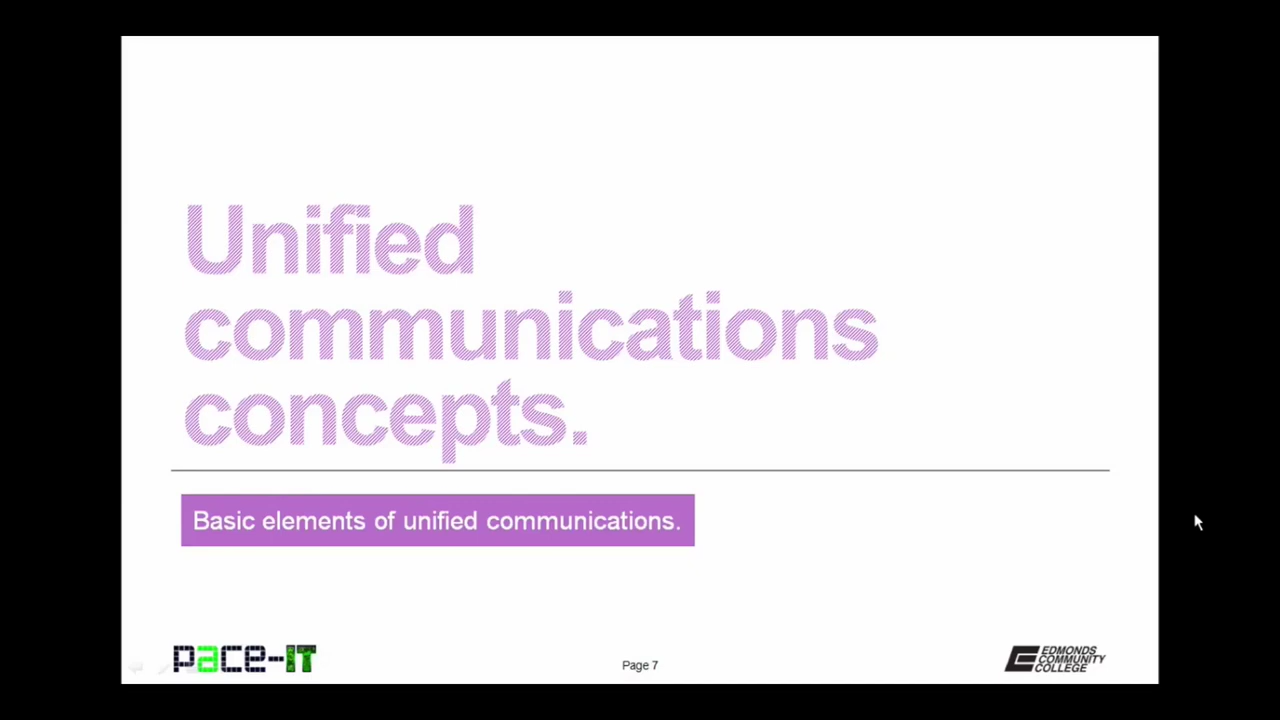 Unified
communications
concepts.
Basic elements of unified communications.
pace-IT
Page 7
EDMONDS
COMMUNITY
COLLEGE